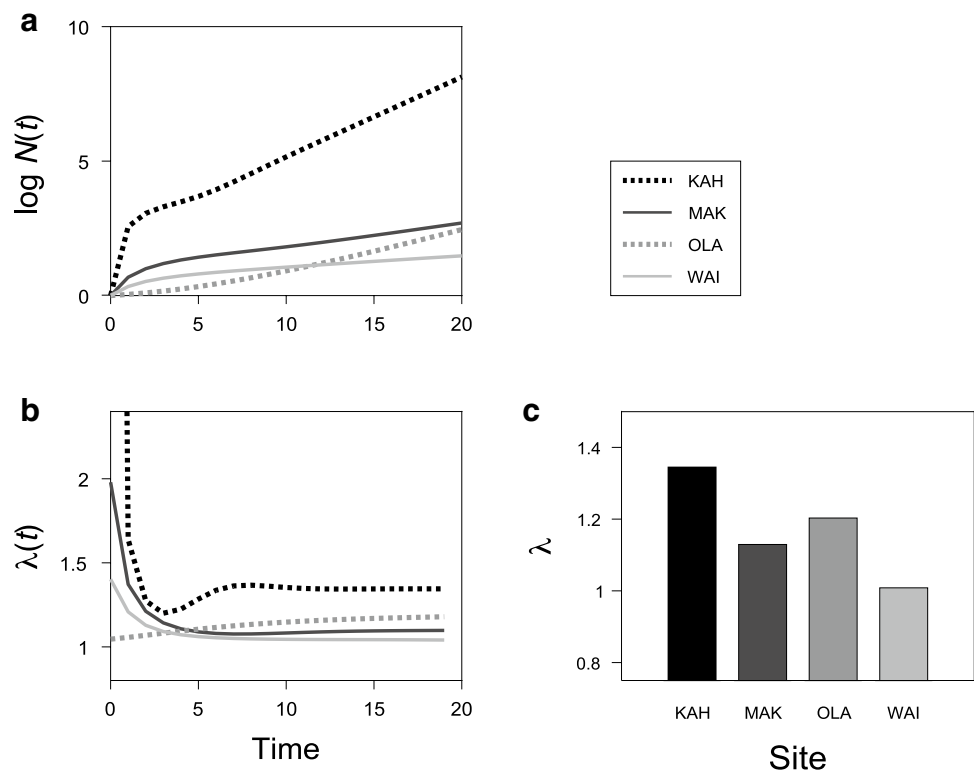 a
10
5
0
log N(t)
0 5 10 15 20
KAH
MAK
OLA
WAI
b
2
1.5
1
λ(t)
0 5 10 15 20
Time
c
1.4
1.2
1
0.8
λ
KAH MAK OLA WAI
Site